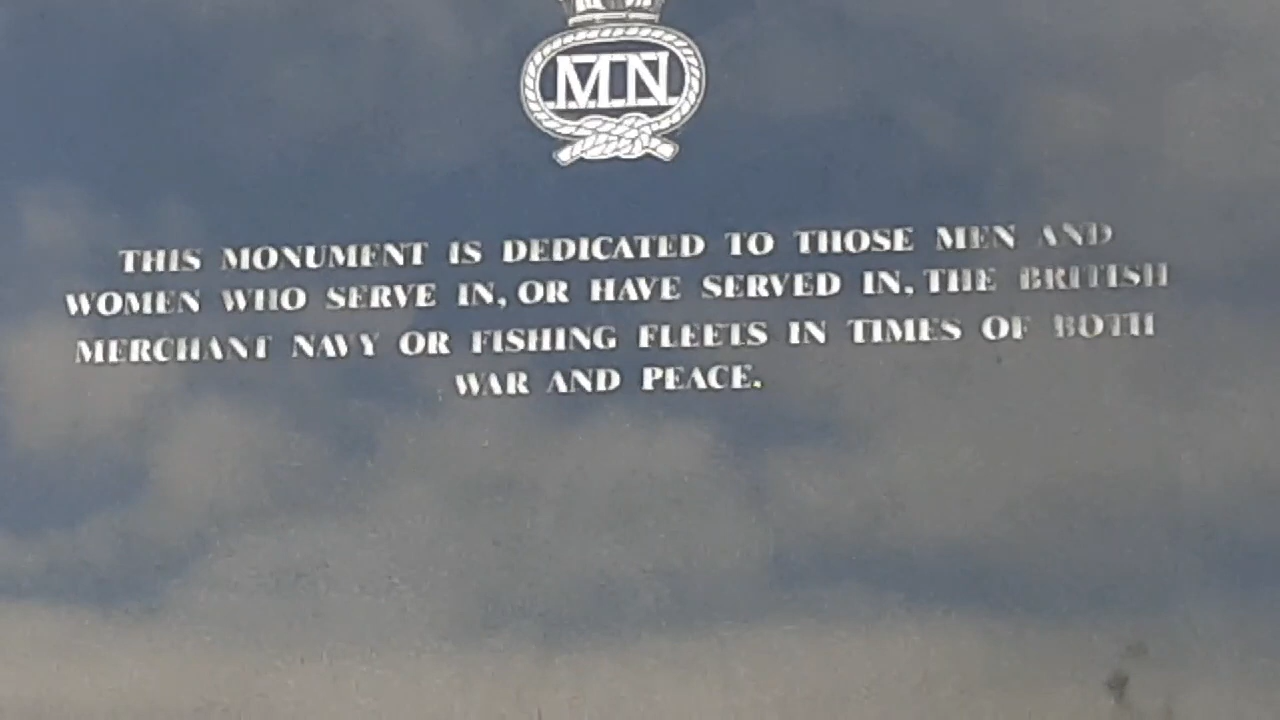 MN
THIS MONUMENT IS DEDICATED TO THOSE MEN AND
WOMEN WHO SERVE IN, OR HAVE SERVED IN, THE BRITISH
MERCHANT NAVY OR FISHING FLEETS IN TIMES OF BOTH
WAR AND PEACE.